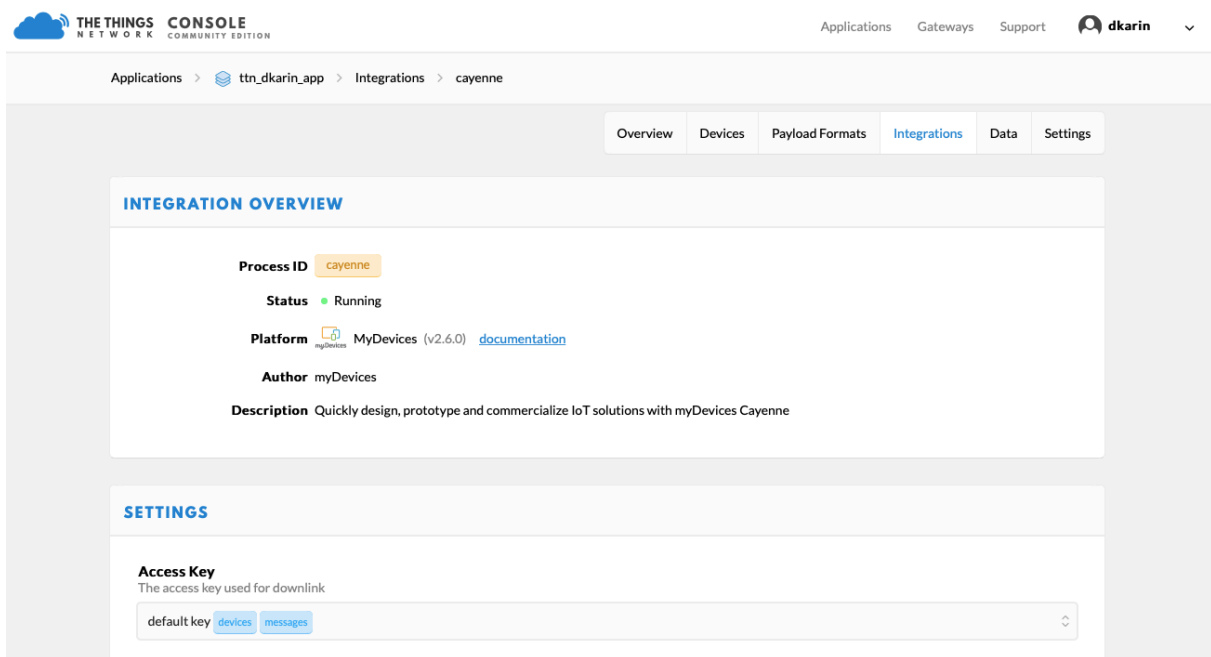 THE THINGS NETWORK CONSOLE COMMUNITY EDITION Applications Gateways Support dkarin
Applications > ttn_dkarin_app > Integrations > cayenne
Overview Devices Payload Formats Integrations Data Settings
INTEGRATION OVERVIEW
Process ID cayenne
Status Running
Platform myDevices MyDevices (v2.6.0) documentation
Author myDevices
Description Quickly design, prototype and commercialize IoT solutions with myDevices Cayenne
SETTINGS
Access Key
The access key used for downlink
default key devices messages